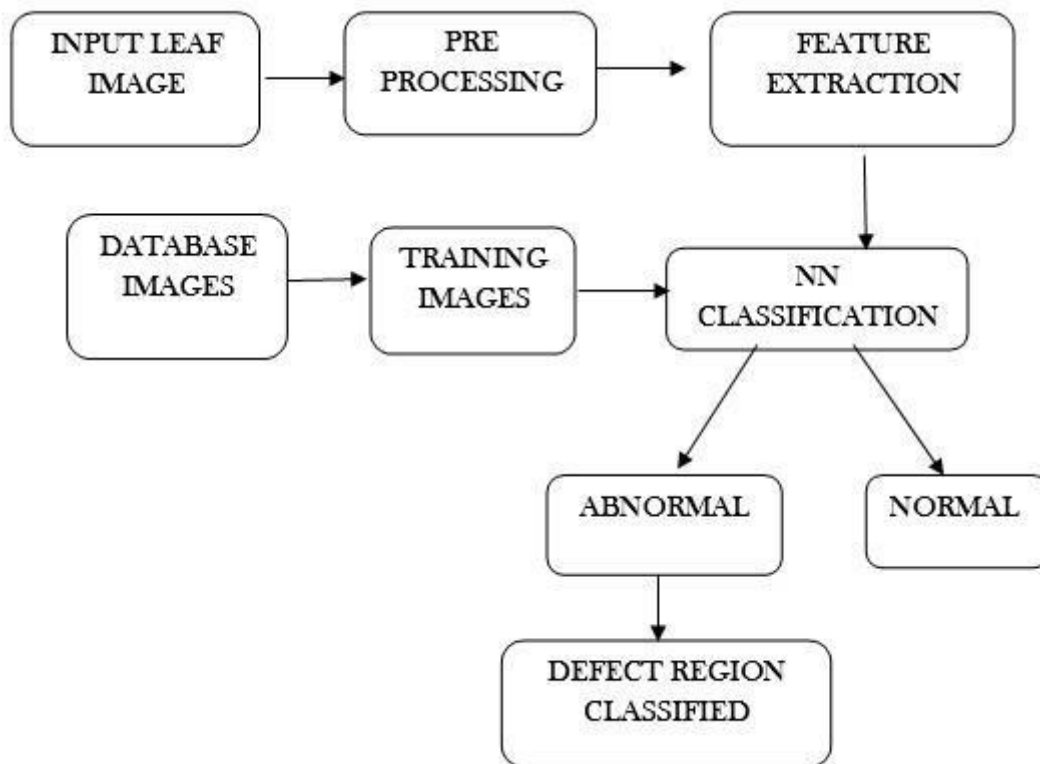 INPUT LEAF
IMAGE
PRE
PROCESSING
FEATURE
EXTRACTION
DATABASE
IMAGES
TRAINING
IMAGES
NN
CLASSIFICATION
ABNORMAL
NORMAL
DEFECT REGION
CLASSIFIED